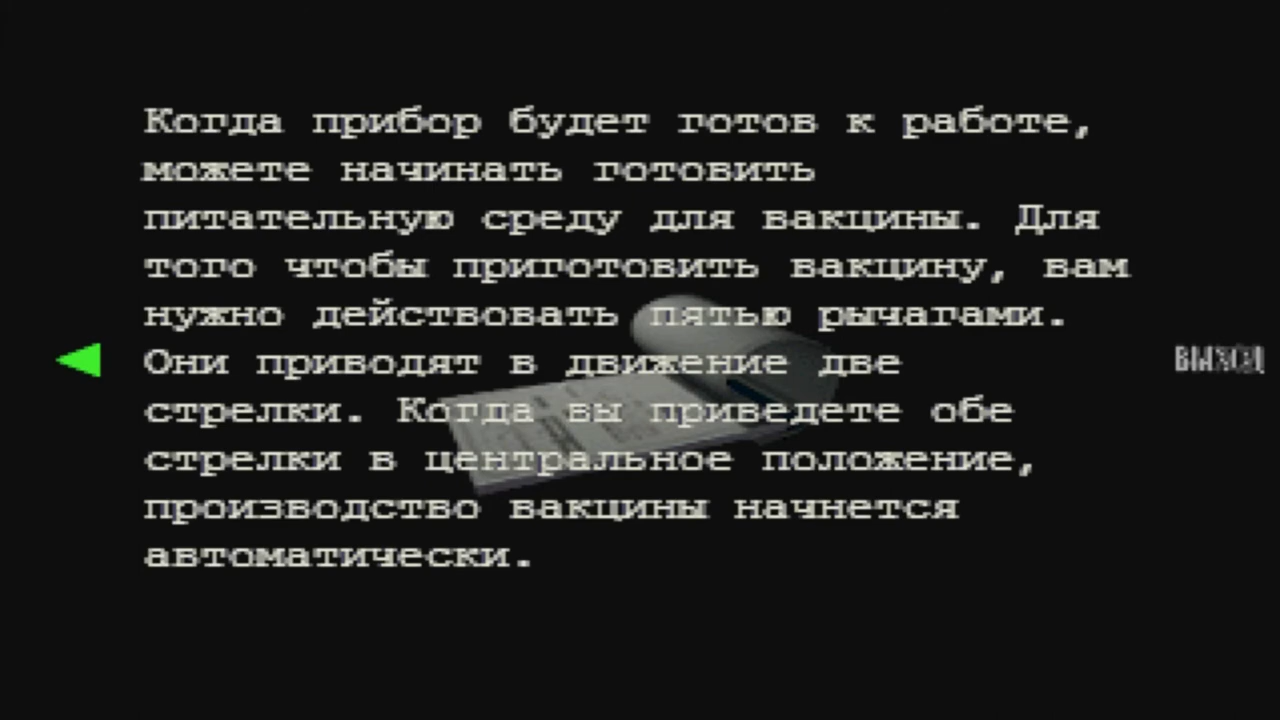 Когда прибор будет готов к работе,
можете начинать готовить
питательную среду для вакцины. Для
того чтобы приготовить вакцину, вам
нужно действовать пятью рычагами.
Они приводят в движение две
стрелки. Когда вы приведете обе
стрелки в центральное положение,
производство вакцины начнется
автоматически.
ВЫХОД